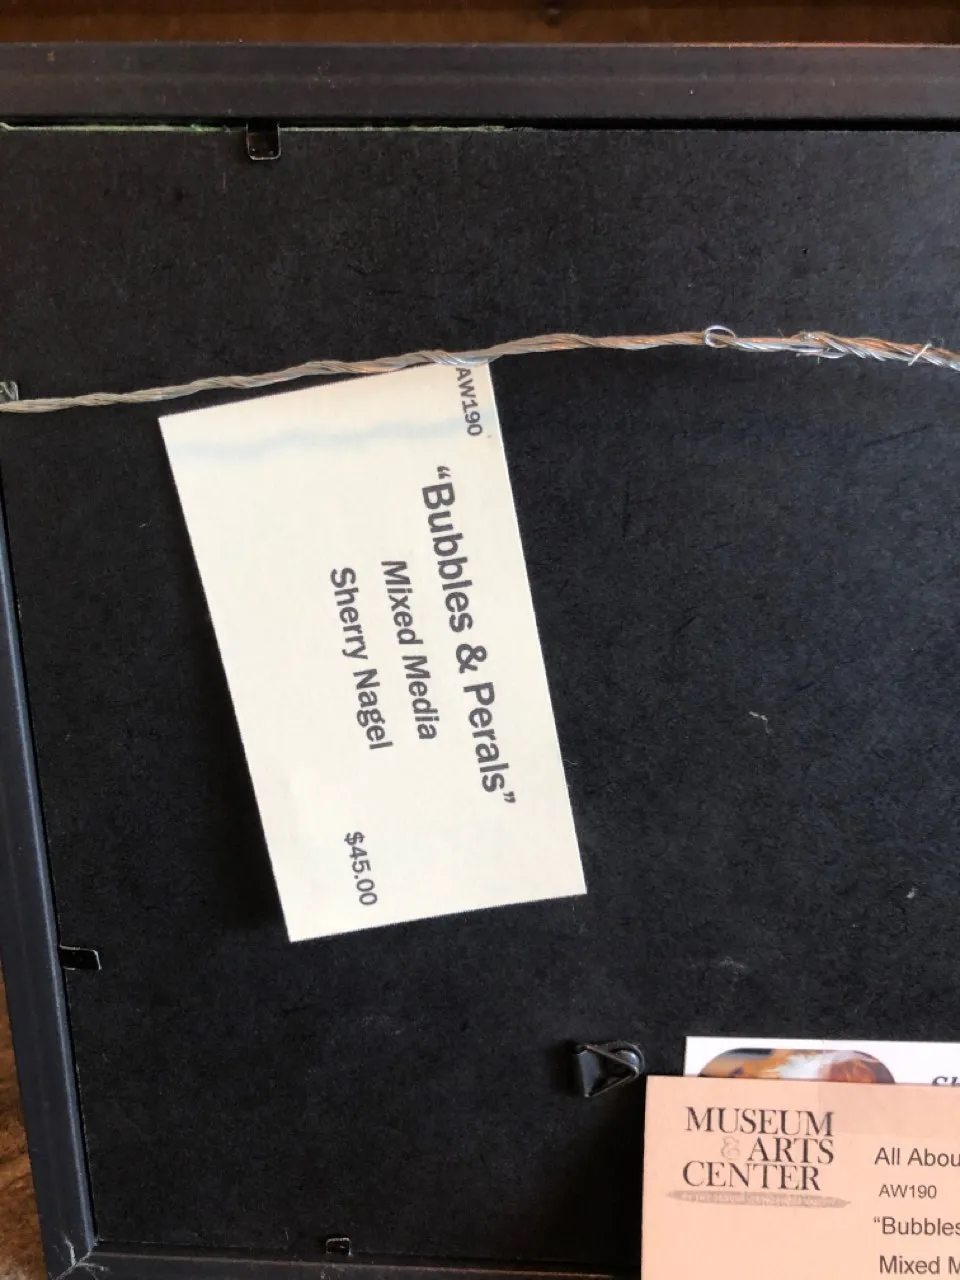 AW190
“Bubbles & Perals”
Mixed Media
Sherry Nagel
$45.00
MUSEUM
& ARTS
CENTER
All Abou
AW190
“Bubbles
Mixed M